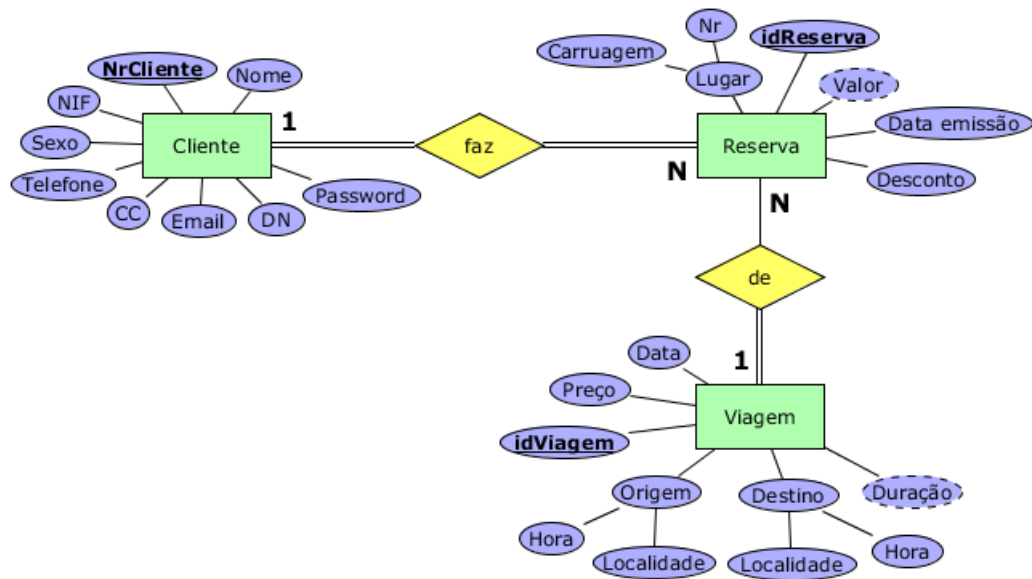 Nr
idReserva
Carruagem
Lugar
Valor
NrCliente
Nome
NIF
1
Data emissão
Sexo
Cliente
faz
Reserva
Telefone
N
Desconto
Password
CC
Email
DN
N
de
Data
1
Preço
Viagem
idViagem
Origem
Destino
Duração
Hora
Localidade
Localidade
Hora